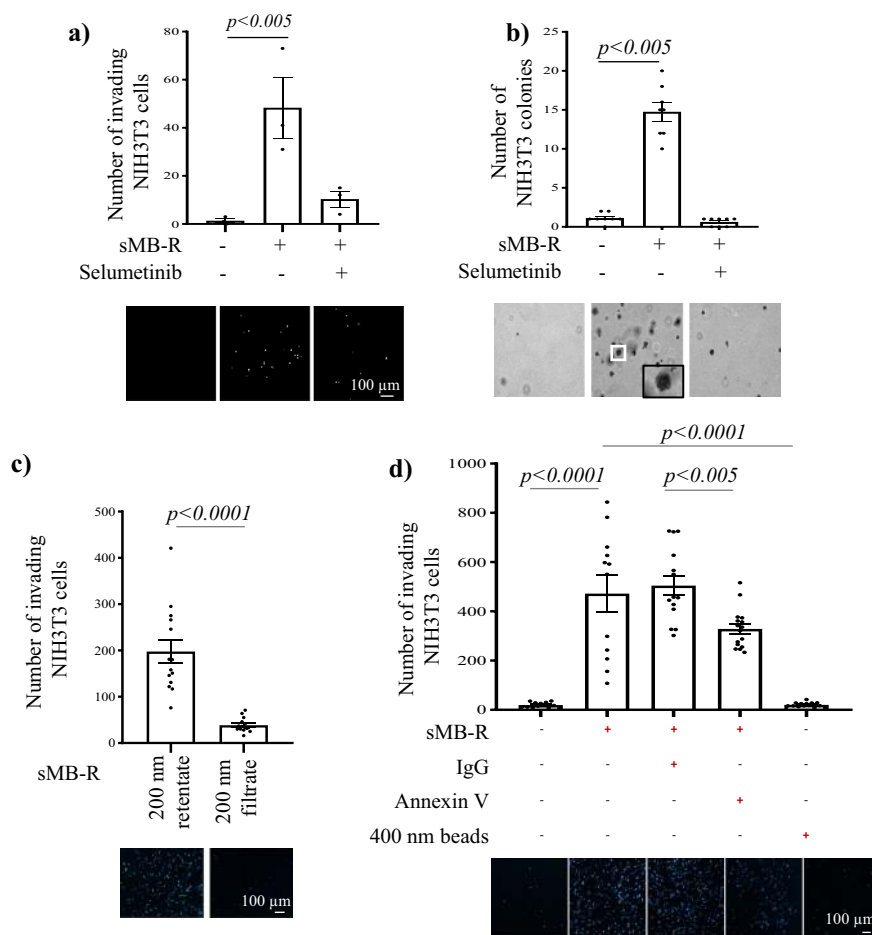 a)
p<0.005
Number of invading
NIH3T3 cells
80
60
40
20
0
sMB-R - + +
Selumetinib - - +
100 µm
b)
p<0.005
Number of
NIH3T3 colonies
25
20
15
10
5
0
sMB-R - + +
Selumetinib - - +
c)
p<0.0001
Number of invading
NIH3T3 cells
500
400
300
200
100
0
sMB-R
200 nm
retentate
200 nm
filtrate
100 µm
d)
p<0.0001
p<0.0001
p<0.005
Number of invading
NIH3T3 cells
1000
800
600
400
200
0
sMB-R - + + + -
IgG - - + - -
Annexin V - - - + -
400 nm beads - - - - +
100 µm